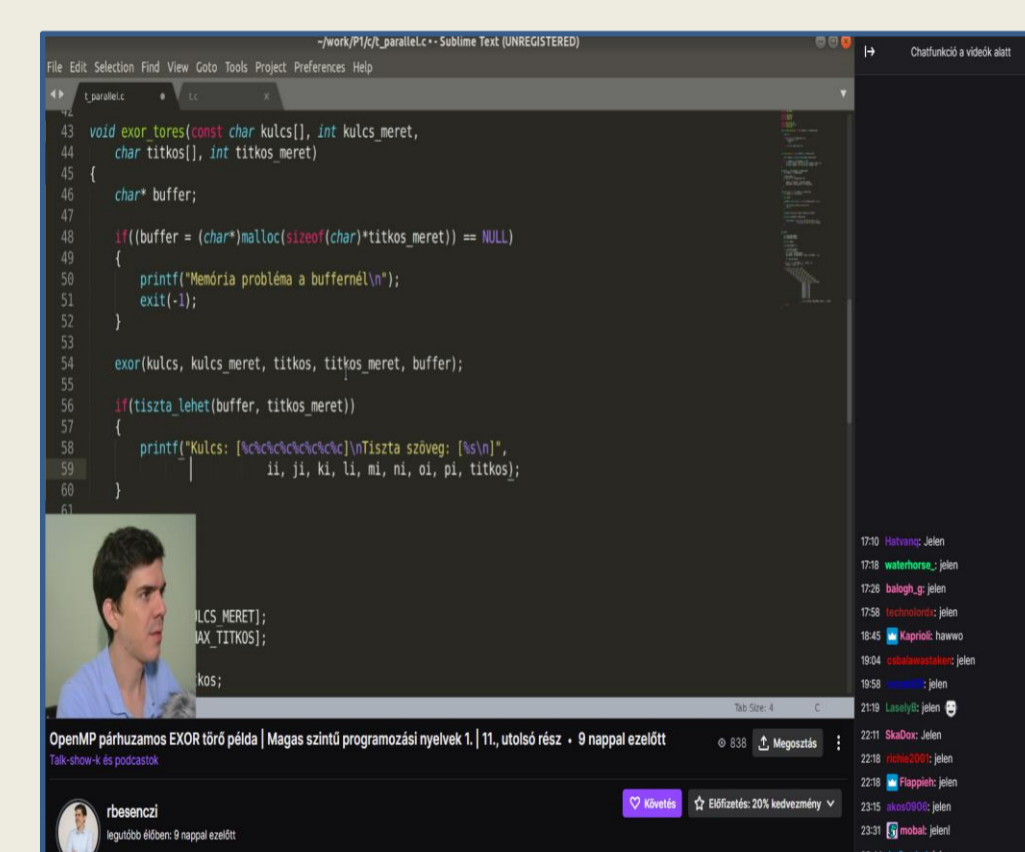 ~/work/P1/c/t_parallel.c • - Sublime Text (UNREGISTERED)
File Edit Selection Find View Goto Tools Project Preferences Help
t_parallel.c
t.c
42
43 void exor_tores(const char kulcs[], int kulcs_meret,
44 char titkos[], int titkos_meret)
45 {
46 char* buffer;
47
48 if((buffer = (char*)malloc(sizeof(char)*titkos_meret)) == NULL)
49 {
50 printf("Memória probléma a buffernél\n");
51 exit(-1);
52 }
53
54 exor(kulcs, kulcs_meret, titkos, titkos_meret, buffer);
55
56 if(tiszta_lehet(buffer, titkos_meret))
57 {
58 printf("Kulcs: [%c%c%c%c%c%c%c%c]\nTiszta szöveg: [%s\n]",
59 ii, ji, ki, li, mi, ni, oi, pi, titkos);
60 }
61
ULCS_MERET];
AX_TITKOS];
kos;
Tab Size: 4 C
OpenMP párhuzamos EXOR törő példa | Magas szintű programozási nyelvek 1. | 11., utolsó rész • 9 nappal ezelőtt
838 Megosztás
Talk-show-k és podcastok
rbesenczi
legutóbb élőben: 9 nappal ezelőtt
Követés
Előfizetés: 20% kedvezmény
Chatfunkció a videók alatt
17:10 Hatvanq: Jelen
17:18 waterhorse_: jelen
17:26 balogh_g: jelen
17:58 technolordx: jelen
18:45 Kaprioli: hawwo
19:04 csbalawastaken: jelen
19:58 : jelen
21:19 LaselyB: jelen
22:11 SkaDox: Jelen
22:18 richie2001: jelen
22:18 Flappieh: jelen
23:15 akos0906: jelen
23:31 mobal: jelenl